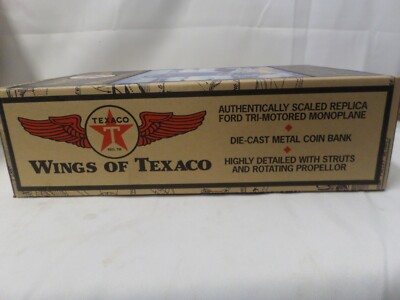 TEXACO
T
WINGS OF TEXACO
AUTHENTICALLY SCALED REPLICA
FORD TRI-MOTORED MONOPLANE
DIE-CAST METAL COIN BANK
HIGHLY DETAILED WITH STRUTS
AND ROTATING PROPELLOR